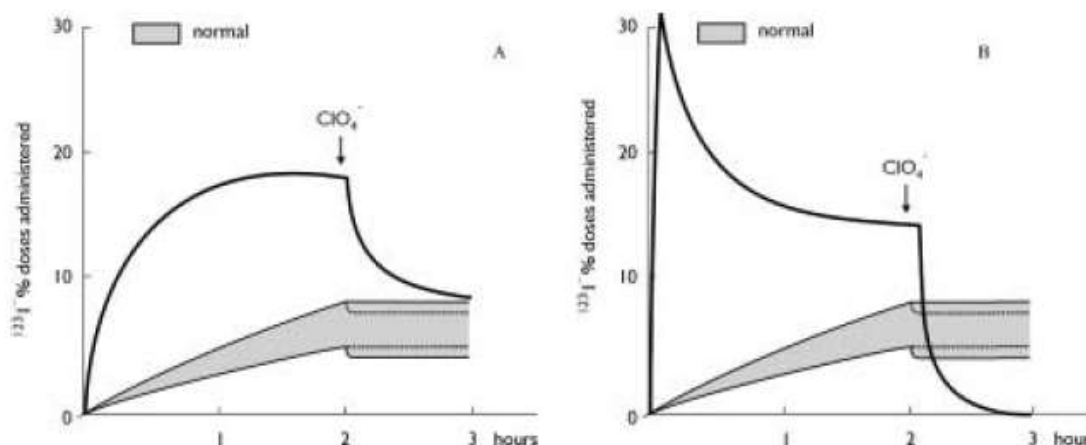 30
normal
A
ClO₄⁻
20
10
0
¹²³I⁻ % doses administered
1
2
3
hours
30
normal
B
ClO₄⁻
20
10
0
¹²³I⁻ % doses administered
1
2
3
hours